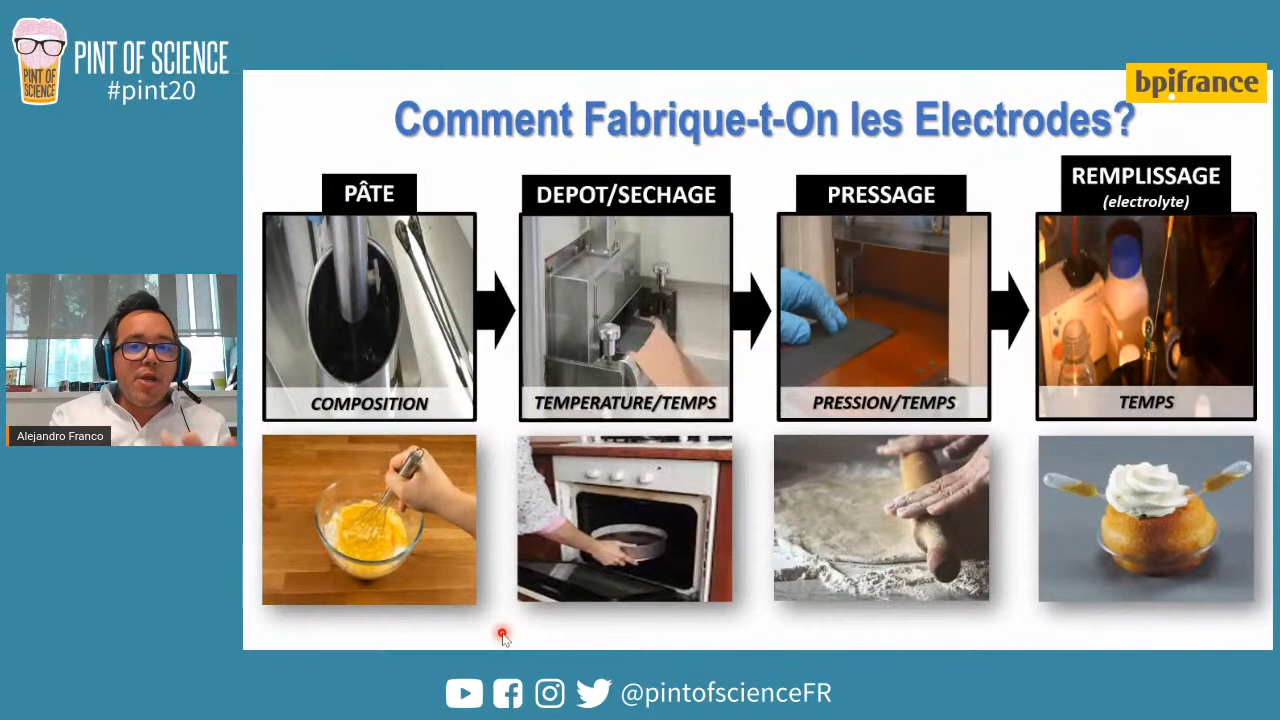 PINT OF SCIENCE
#pint20
PINT OF
SCIENCE
bpifrance
Comment Fabrique-t-On les Electrodes?
PÂTE
DEPOT/SECHAGE
PRESSAGE
REMPLISSAGE
(electrolyte)
COMPOSITION
TEMPERATURE/TEMPS
PRESSION/TEMPS
TEMPS
Alejandro Franco
@pintofscienceFR